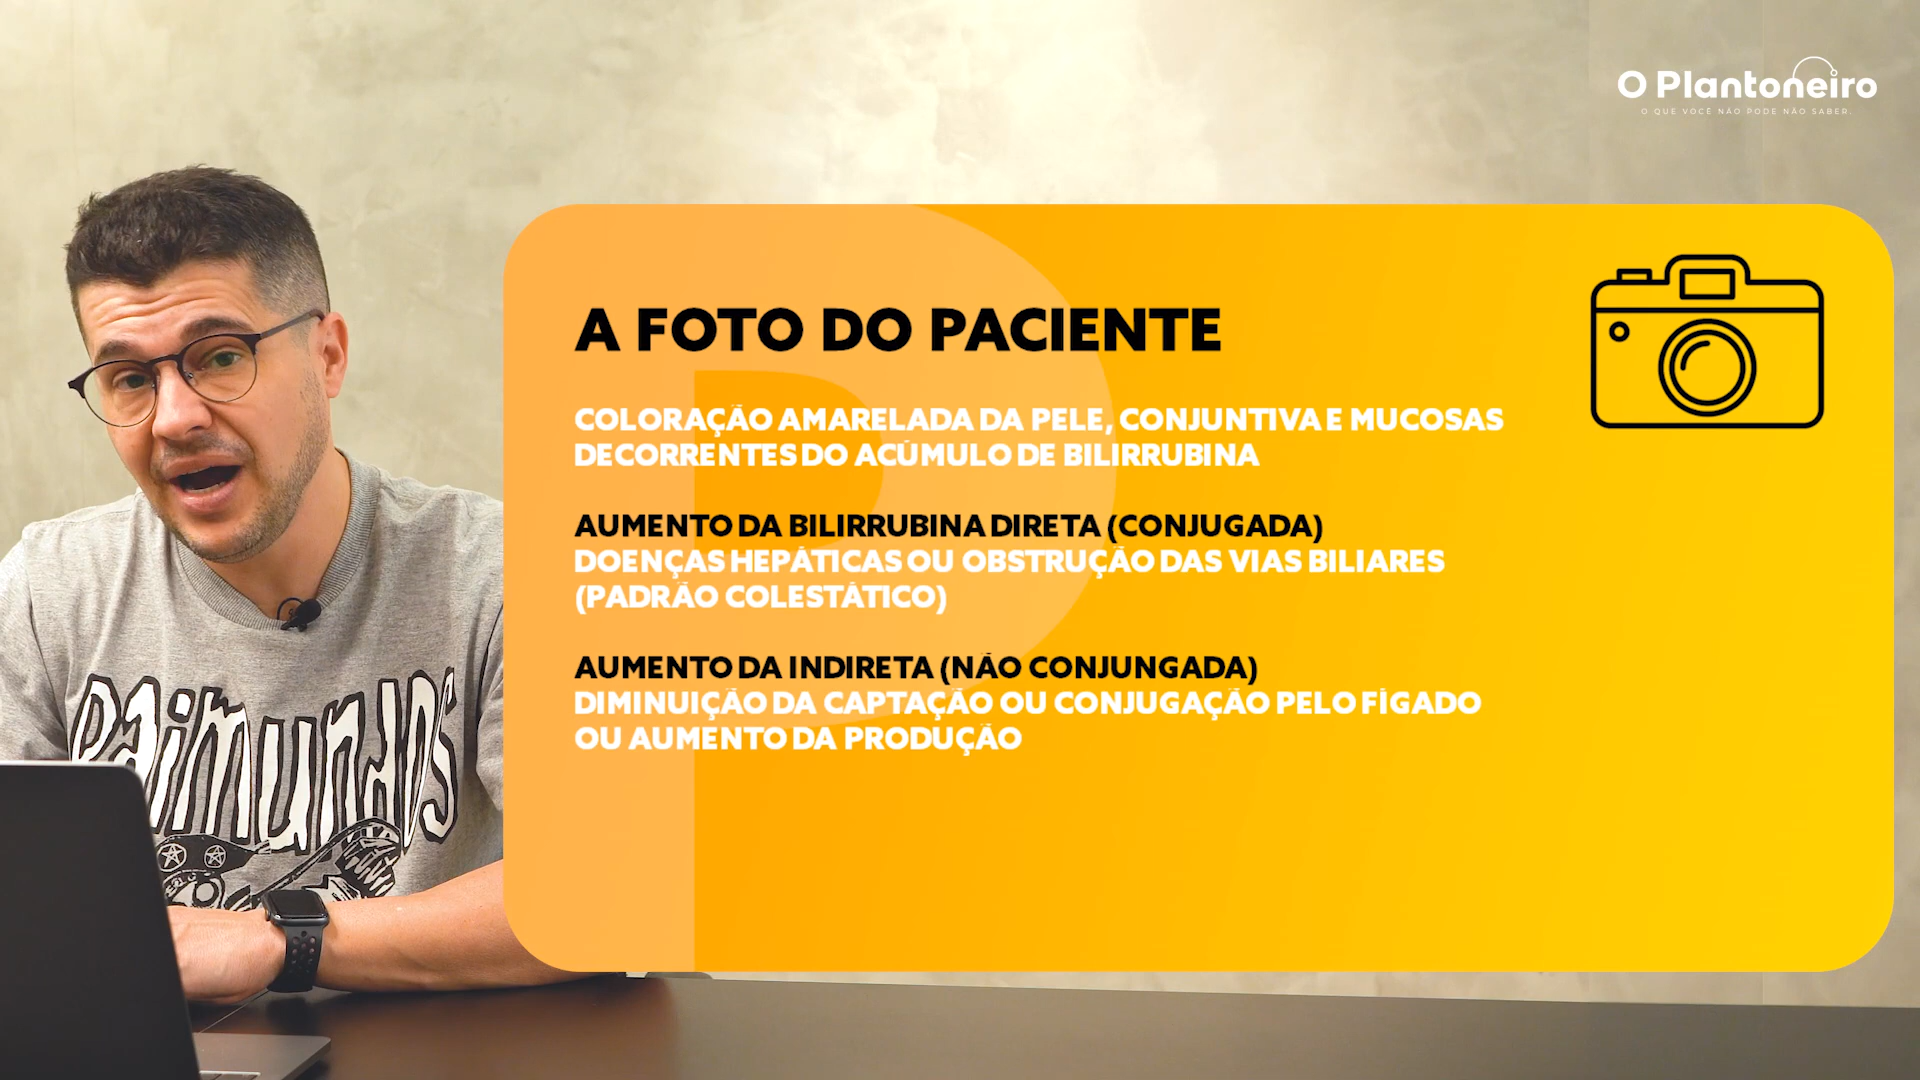 O Plantoneiro
O QUE VOCÊ NÃO PODE NÃO SABER.
A FOTO DO PACIENTE
COLORAÇÃO AMARELADA DA PELE, CONJUNTIVA E MUCOSAS
DECORRENTES DO ACÚMULO DE BILIRRUBINA
AUMENTO DA BILIRRUBINA DIRETA (CONJUGADA)
DOENÇAS HEPÁTICAS OU OBSTRUÇÃO DAS VIAS BILIARES
(PADRÃO COLESTÁTICO)
AUMENTO DA INDIRETA (NÃO CONJUNGADA)
DIMINUIÇÃO DA CAPTAÇÃO OU CONJUGAÇÃO PELO FÍGADO
OU AUMENTO DA PRODUÇÃO
Raimundos